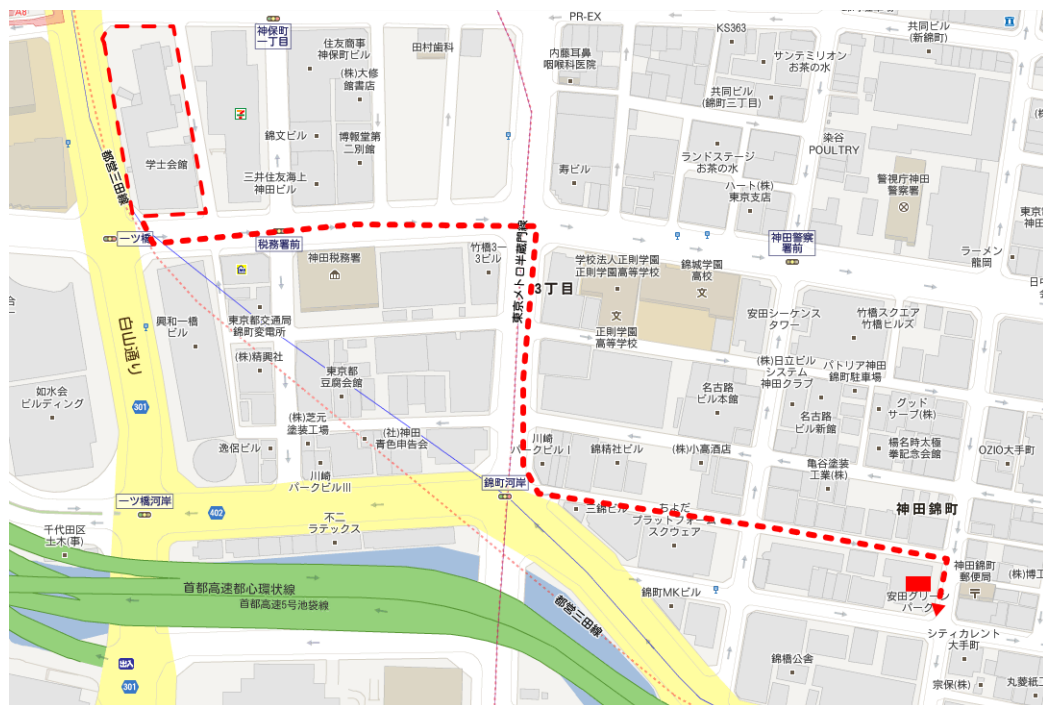 A8
神保町
一丁目
住友商事
神保町ビル
田村歯科
PR-EX
KS363
共同ビル
(新錦町)
内藤耳鼻
咽喉科医院
サンテミリオン
お茶の水
(株)大修
館書店
共同ビル
(錦町三丁目)
錦文ビル
博報堂第
二別館
ランドステージ
お茶の水
染谷
POULTRY
学士会館
三井住友海上
神田ビル
寿ビル
ハート(株)
東京支店
警視庁神田
警察署
都営三田線
一ツ橋
税務署前
神田税務署
竹橋3ー
3ビル
東京メトロ半蔵門線
学校法人正則学園
正則学園高等学校
錦城学園
高校
神田警察
署前
ラーメン
龍岡
3丁目
文
文
正則学園
高等学校
興和一橋
ビル
東京都交通局
錦町変電所
安田シーケンス
タワー
竹橋スクエア
竹橋ヒルズ
白山通り
(株)精興社
東京都
豆腐会館
(株)日立ビル
システム
神田クラブ
パトリア神田
錦町駐車場
如水会
ビルディング
301
名古路
ビル本館
名古路
ビル新館
グッド
サーブ(株)
(株)芝元
塗装工場
(社)神田
青色申告会
逸侶ビル
川崎
パークビルⅠ
錦精社ビル
(株)小高酒店
楊名時太極
拳記念会館
OZIO大手町
川崎
パークビルⅢ
錦町河岸
亀谷塗装
工業(株)
一ツ橋河岸
402
千代田区
土木(事)
不二
ラテックス
三錦ビル
ちよだ
プラットフォーム
スクウェア
神田錦町
神田錦町
郵便局
(株)博工
首都高速都心環状線
首都高速5号池袋線
都営三田線
錦町MKビル
安田グリーン
パーク
シティカレント
大手町
出入
301
錦橋公舎
宗保(株)
丸菱紙工